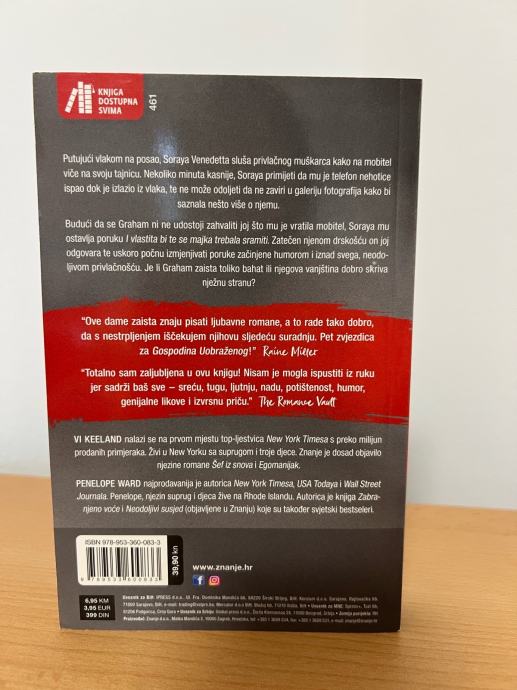 KNJIGA
DOSTUPNA
SVIMA
461
Putujući vlakom na posao, Soraya Venedetta sluša privlačnog muškarca kako na mobitel
viče na svoju tajnicu. Nekoliko minuta kasnije, Soraya primijeti da mu je telefon nehotice
ispao dok je izlazio iz vlaka, te ne može odoljeti da ne zaviri u galeriju fotografija kako bi
saznala nešto više o njemu.
Budući da se Graham ni ne udostoji zahvaliti joj što mu je vratila mobitel, Soraya mu
ostavlja poruku I vlastita bi te se majka trebala sramiti. Zatečen njenom drskošću on joj
odgovara te uskoro počnu izmjenjivati poruke začinjene humorom i iznad svega, neodo-
ljivom privlačnošću. Je li Graham zaista toliko bahat ili njegova vanjština dobro skriva
nježnu stranu?
“Ove dame zaista znaju pisati ljubavne romane, a to rade tako dobro,
da s nestrpljenjem iščekujem njihovu sljedeću suradnju. Pet zvjezdica
za Gospodina Uobraženog!” Raine Miller
“Totalno sam zaljubljena u ovu knjigu! Nisam je mogla ispustiti iz ruku
jer sadrži baš sve – sreću, tugu, ljutnju, nadu, potištenost, humor,
genijalne likove i izvrsnu priču.” The Romance Vault
VI KEELAND nalazi se na prvom mjestu top-ljestvica New York Timesa s preko milijun
prodanih primjeraka. Živi u New Yorku sa suprugom i troje djece. Znanje je dosad objavilo
njezine romane Šef iz snova i Egomanijak.
PENELOPE WARD najprodavanija je autorica New York Timesa, USA Todaya i Wall Street
Journala. Penelope, njezin suprug i djeca žive na Rhode Islandu. Autorica je knjiga Zabra-
njeno voće i Neodoljivi susjed (objavljene u Znanju) koje su također svjetski bestseleri.
ISBN 978-953-360-083-3
9 789533 600833
39,90 kn
www.znanje.hr
6,95 KM
3,95 EUR
399 DIN